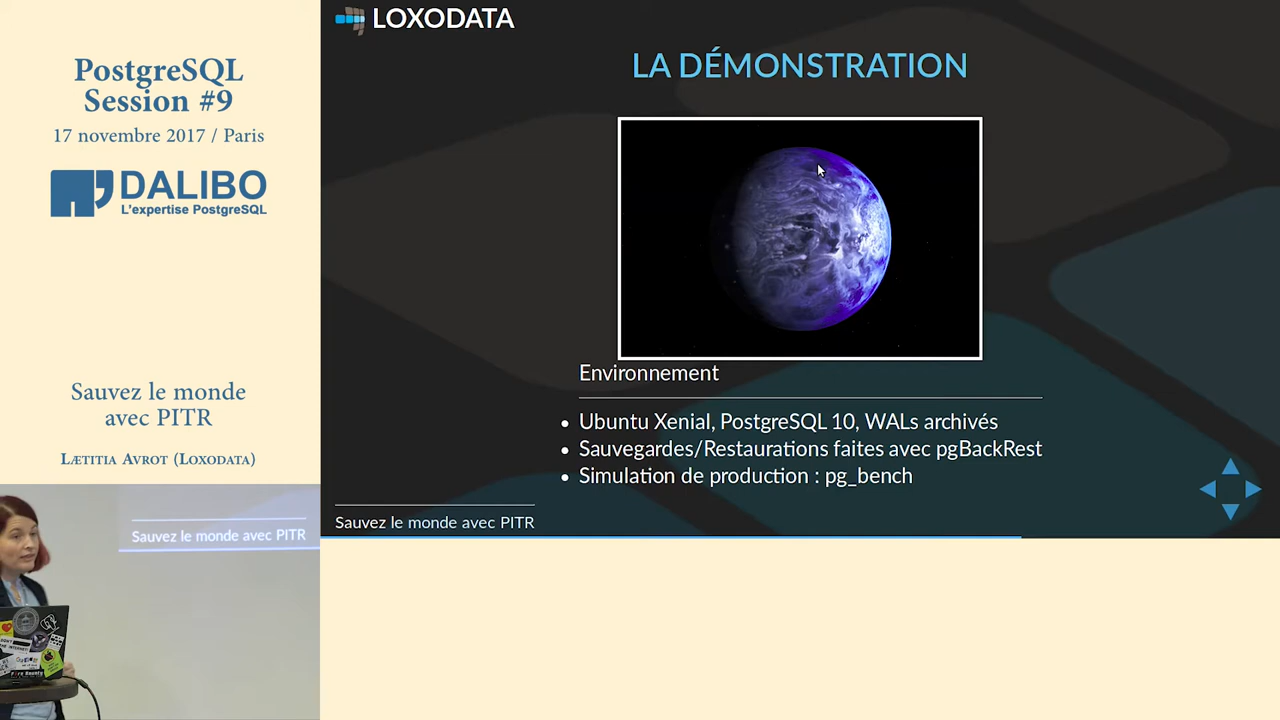 PostgreSQL
Session #9
17 novembre 2017 / Paris
DALIBO
L'expertise PostgreSQL
Sauvez le monde
avec PITR
Lætitia Avrot (Loxodata)
LOXODATA
LA DÉMONSTRATION
Environnement
Ubuntu Xenial, PostgreSQL 10, WALs archivés
Sauvegardes/Restaurations faites avec pgBackRest
Simulation de production : pg_bench
Sauvez le monde avec PITR
Sauvez le monde avec PITR